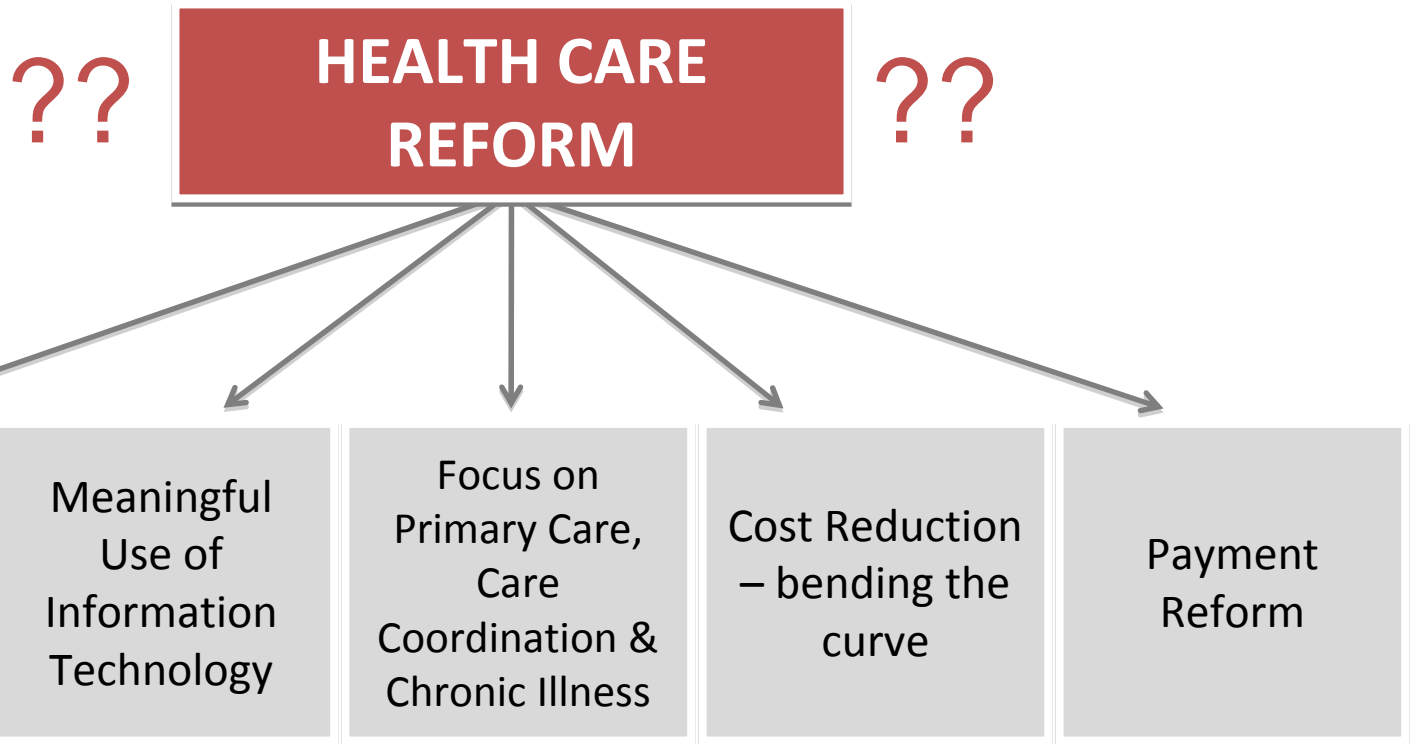 ??
HEALTH CARE
REFORM
??
Meaningful
Use of
Information
Technology
Focus on
Primary Care,
Care
Coordination &
Chronic Illness
Cost Reduction
– bending the
curve
Payment
Reform